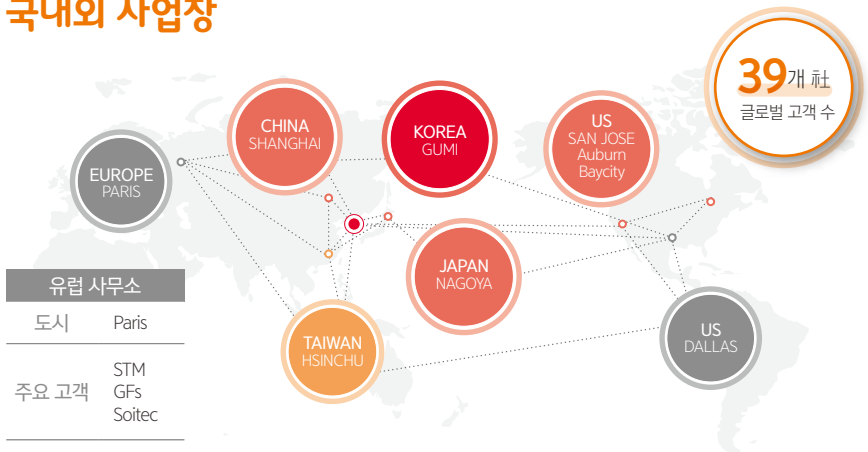 국내외 사업장
39개 社
글로벌 고객 수
CHINA
SHANGHAI
KOREA
GUMI
US
SAN JOSE
Auburn
Baycity
EUROPE
PARIS
JAPAN
NAGOYA
TAIWAN
HSINCHU
US
DALLAS
유럽 사무소
도시 Paris
주요 고객 STM
GFs
Soitec